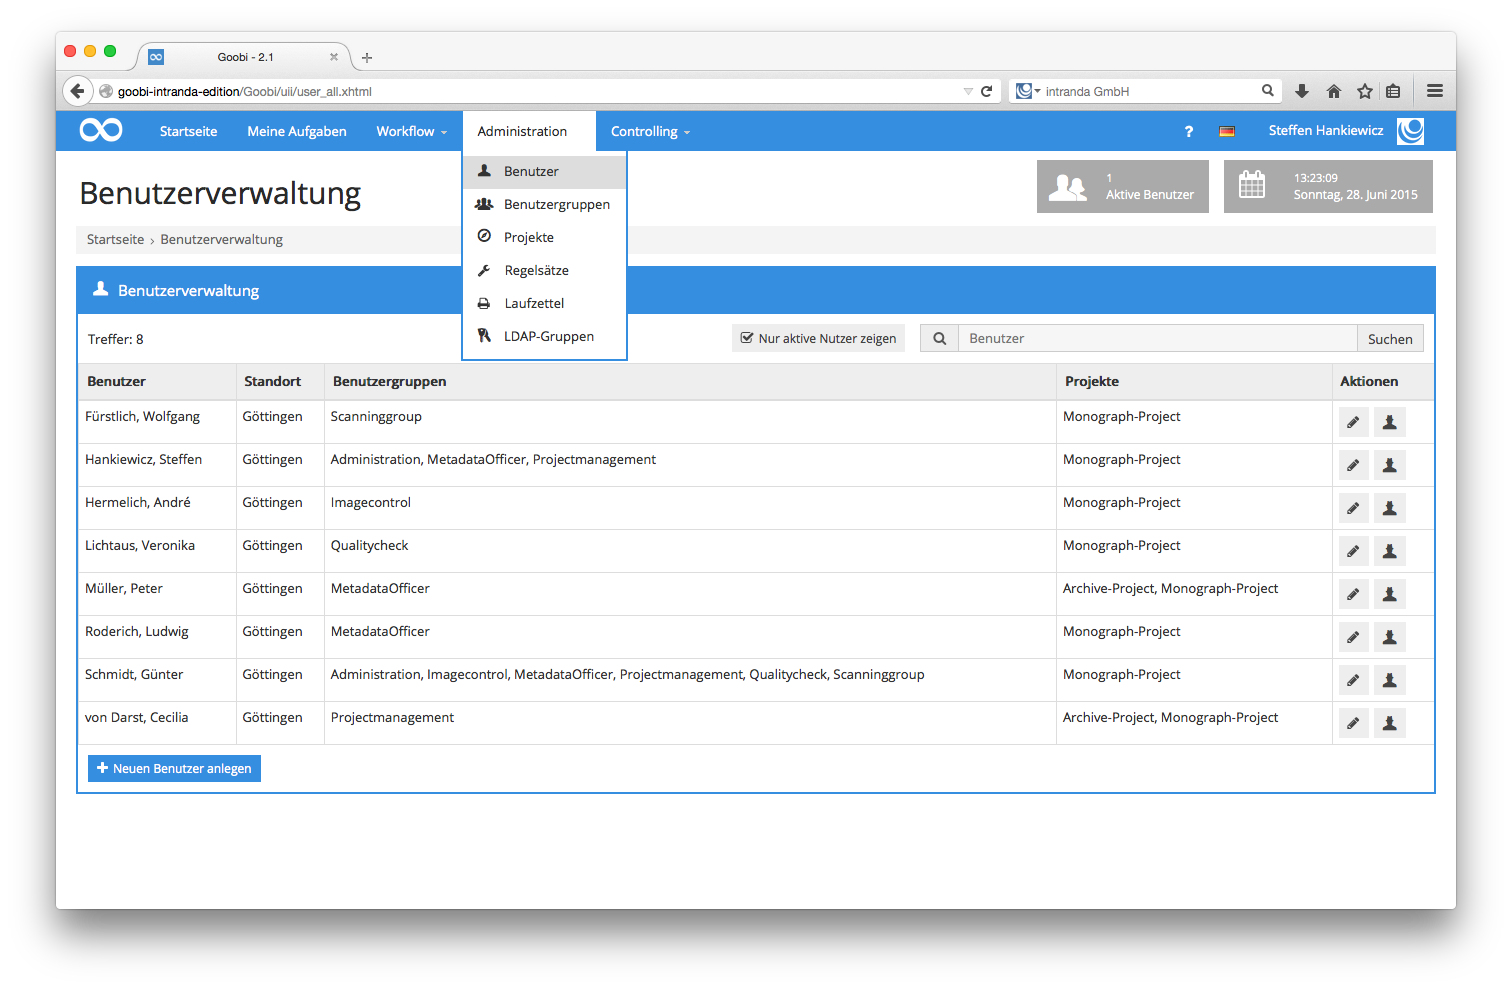 Goobi - 2.1
goobi-intranda-edition/Goobi/uii/user_all.xhtml
intranda GmbH
Startseite Meine Aufgaben Workflow Administration Controlling ? Steffen Hankiewicz
Benutzer
Benutzergruppen
Projekte
Regelsätze
Laufzettel
LDAP-Gruppen
Benutzerverwaltung
1
Aktive Benutzer
13:23:09
Sonntag, 28. Juni 2015
Startseite › Benutzerverwaltung
Benutzerverwaltung
Treffer: 8 Nur aktive Nutzer zeigen Benutzer Suchen
Benutzer Standort Benutzergruppen Projekte Aktionen
Fürstlich, Wolfgang Göttingen Scanninggroup Monograph-Project
Hankiewicz, Steffen Göttingen Administration, MetadataOfficer, Projectmanagement Monograph-Project
Hermelich, André Göttingen Imagecontrol Monograph-Project
Lichtaus, Veronika Göttingen Qualitycheck Monograph-Project
Müller, Peter Göttingen MetadataOfficer Archive-Project, Monograph-Project
Roderich, Ludwig Göttingen MetadataOfficer Monograph-Project
Schmidt, Günter Göttingen Administration, Imagecontrol, MetadataOfficer, Projectmanagement, Qualitycheck, Scanninggroup Monograph-Project
von Darst, Cecilia Göttingen Projectmanagement Archive-Project, Monograph-Project
Neuen Benutzer anlegen